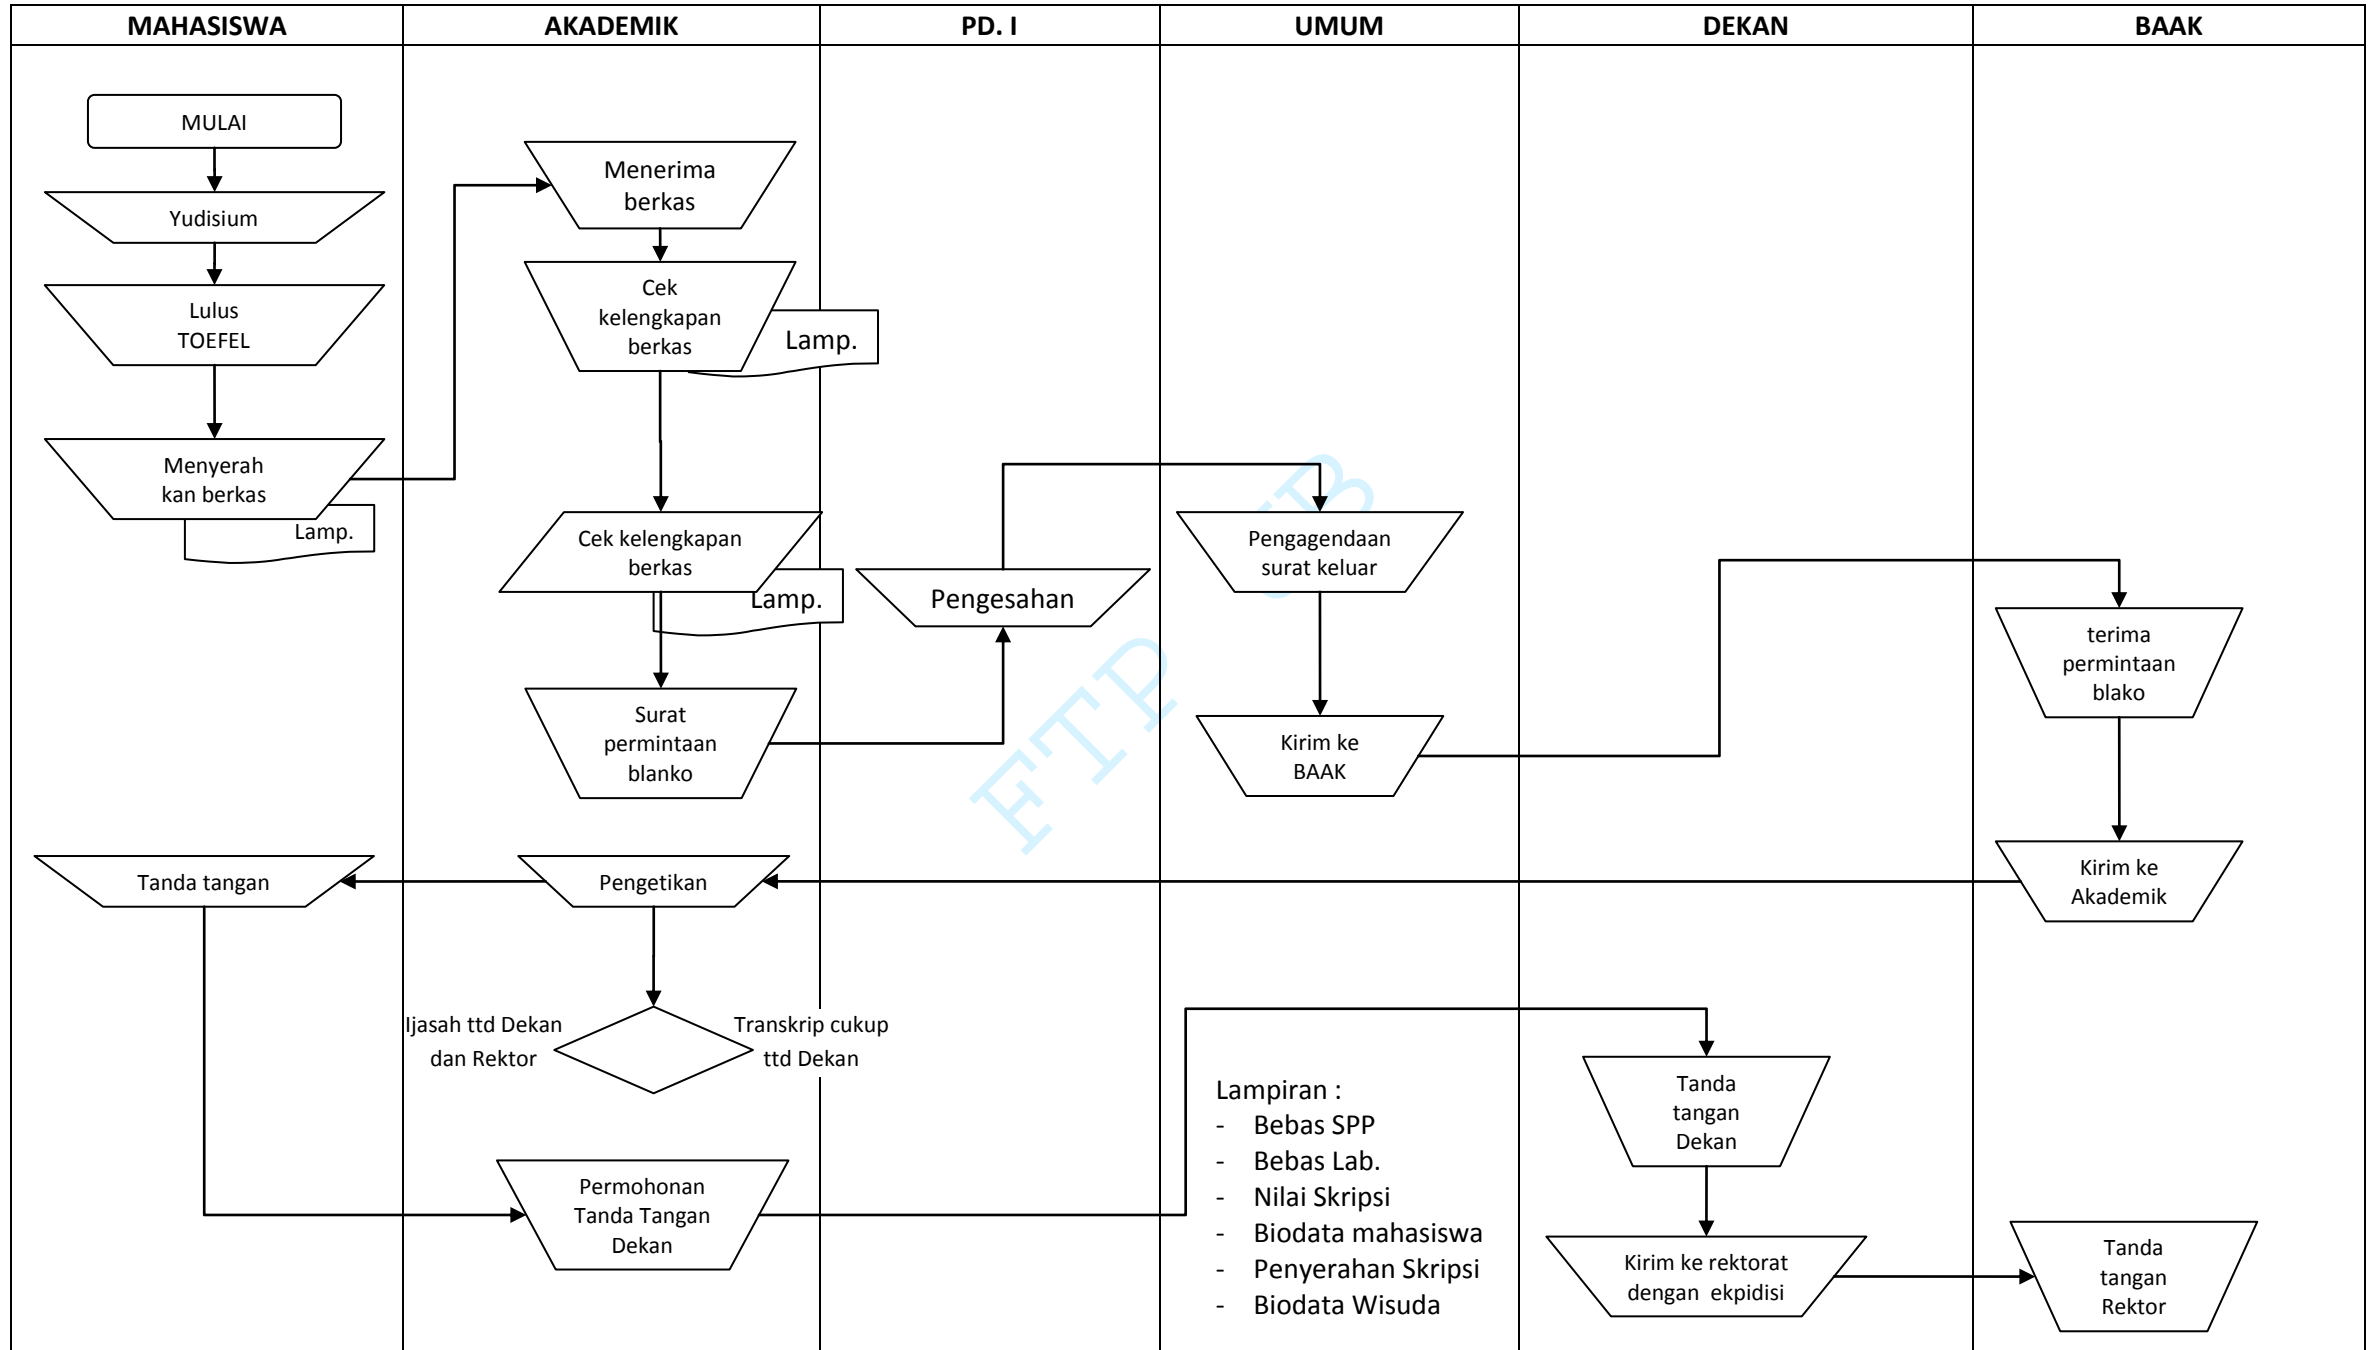 MAHASISWA
AKADEMIK
PD. I
UMUM
DEKAN
BAAK
MULAI
Yudisium
Lulus
TOEFEL
Menyerah
kan berkas
Lamp.
Menerima
berkas
Cek
kelengkapan
berkas
Lamp.
Cek kelengkapan
berkas
Lamp.
Surat
permintaan
blanko
Pengesahan
Pengagendaan
surat keluar
Kirim ke
BAAK
terima
permintaan
blako
Kirim ke
Akademik
Pengetikan
Tanda tangan
Ijasah ttd Dekan
dan Rektor
Transkrip cukup
ttd Dekan
Permohonan
Tanda Tangan
Dekan
Lampiran :
- Bebas SPP
- Bebas Lab.
- Nilai Skripsi
- Biodata mahasiswa
- Penyerahan Skripsi
- Biodata Wisuda
Tanda
tangan
Dekan
Kirim ke rektorat
dengan ekpidisi
Tanda
tangan
Rektor
FTP